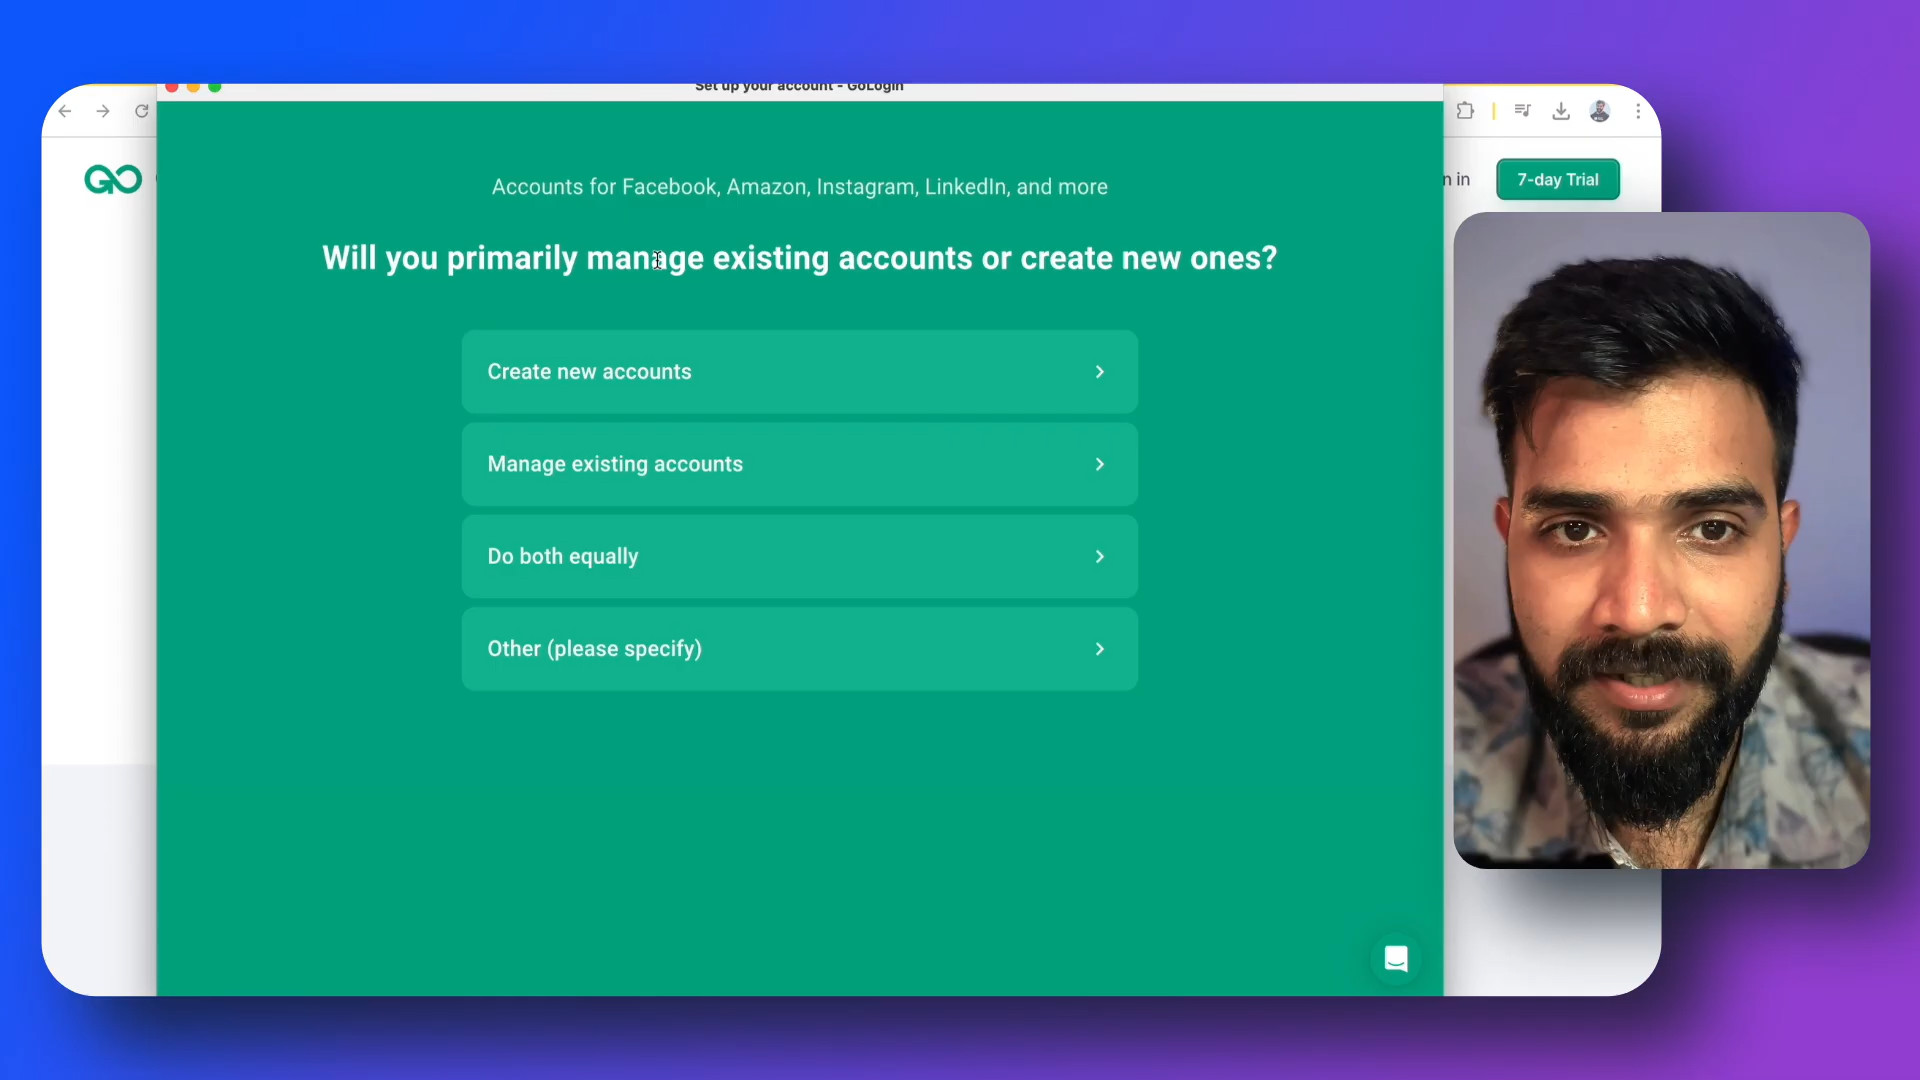 Set up your account - GoLogin
GO
n in
7-day Trial
Accounts for Facebook, Amazon, Instagram, LinkedIn, and more
Will you primarily manage existing accounts or create new ones?
Create new accounts
Manage existing accounts
Do both equally
Other (please specify)